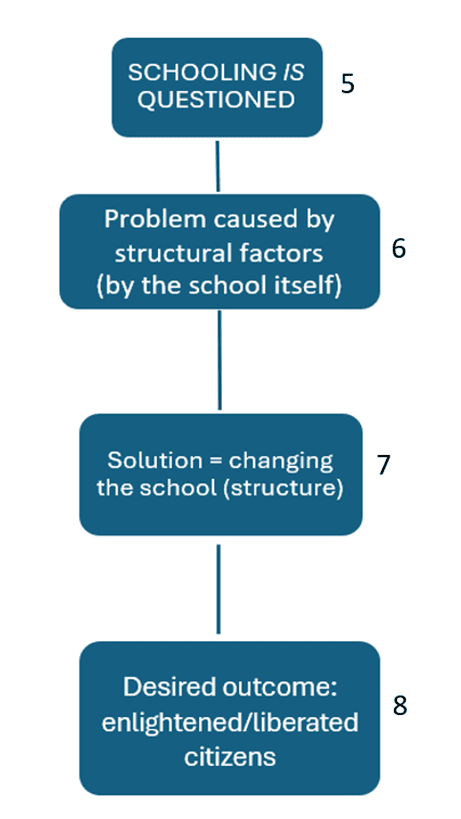 SCHOOLING IS
QUESTIONED
5
Problem caused by
structural factors
(by the school itself)
6
Solution = changing
the school (structure)
7
Desired outcome:
enlightened/liberated
citizens
8